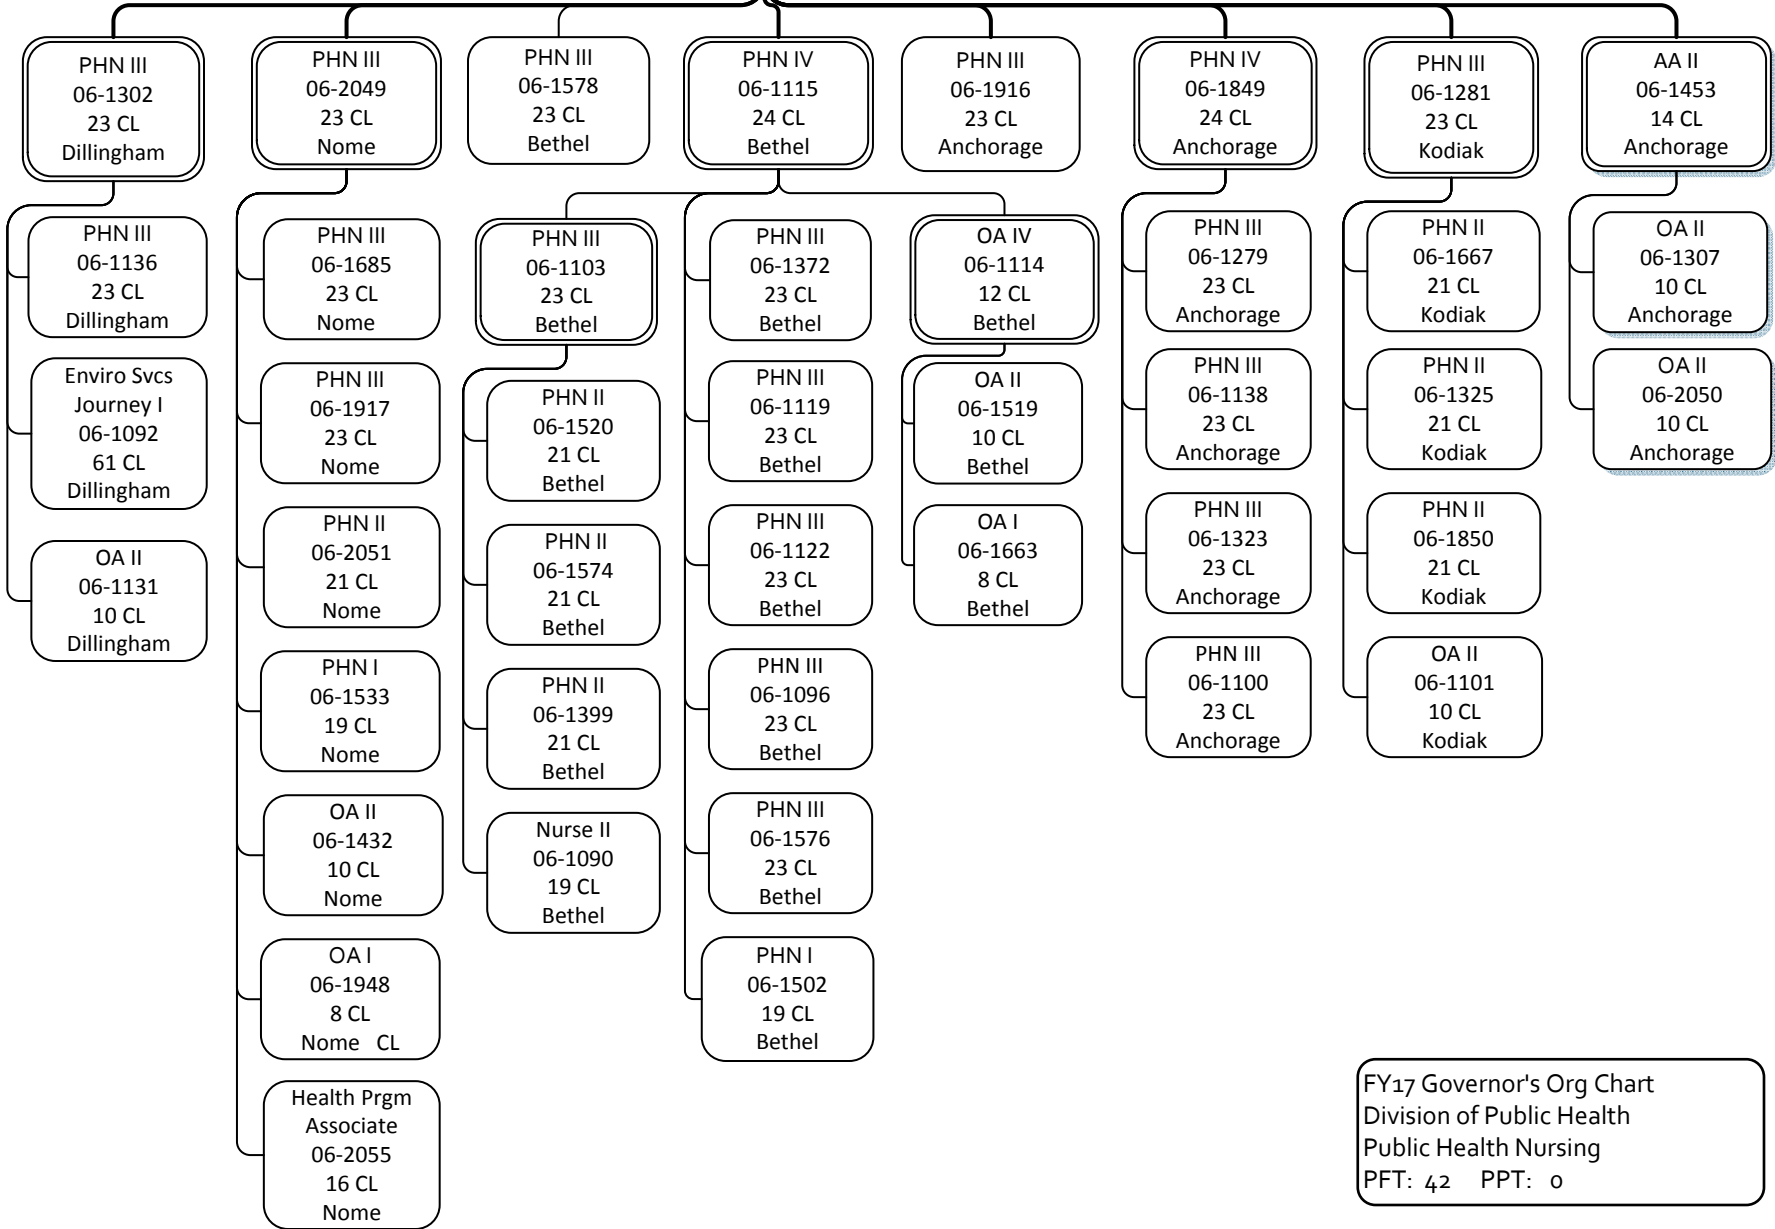 PHN III
06-1302
23 CL
Dillingham
PHN III
06-2049
23 CL
Nome
PHN III
06-1578
23 CL
Bethel
PHN IV
06-1115
24 CL
Bethel
PHN III
06-1916
23 CL
Anchorage
PHN IV
06-1849
24 CL
Anchorage
PHN III
06-1281
23 CL
Kodiak
AA II
06-1453
14 CL
Anchorage
PHN III
06-1136
23 CL
Dillingham
Enviro Svcs
Journey I
06-1092
61 CL
Dillingham
OA II
06-1131
10 CL
Dillingham
PHN III
06-1685
23 CL
Nome
PHN III
06-1917
23 CL
Nome
PHN II
06-2051
21 CL
Nome
PHN I
06-1533
19 CL
Nome
OA II
06-1432
10 CL
Nome
OA I
06-1948
8 CL
Nome CL
Health Prgm
Associate
06-2055
16 CL
Nome
PHN III
06-1103
23 CL
Bethel
PHN II
06-1520
21 CL
Bethel
PHN II
06-1574
21 CL
Bethel
PHN II
06-1399
21 CL
Bethel
Nurse II
06-1090
19 CL
Bethel
PHN III
06-1372
23 CL
Bethel
PHN III
06-1119
23 CL
Bethel
PHN III
06-1122
23 CL
Bethel
PHN III
06-1096
23 CL
Bethel
PHN III
06-1576
23 CL
Bethel
PHN I
06-1502
19 CL
Bethel
OA IV
06-1114
12 CL
Bethel
OA II
06-1519
10 CL
Bethel
OA I
06-1663
8 CL
Bethel
PHN III
06-1279
23 CL
Anchorage
PHN III
06-1138
23 CL
Anchorage
PHN III
06-1323
23 CL
Anchorage
PHN III
06-1100
23 CL
Anchorage
PHN II
06-1667
21 CL
Kodiak
PHN II
06-1325
21 CL
Kodiak
PHN II
06-1850
21 CL
Kodiak
OA II
06-1101
10 CL
Kodiak
OA II
06-1307
10 CL
Anchorage
OA II
06-2050
10 CL
Anchorage
FY17 Governor's Org Chart
Division of Public Health
Public Health Nursing
PFT: 42 PPT: 0